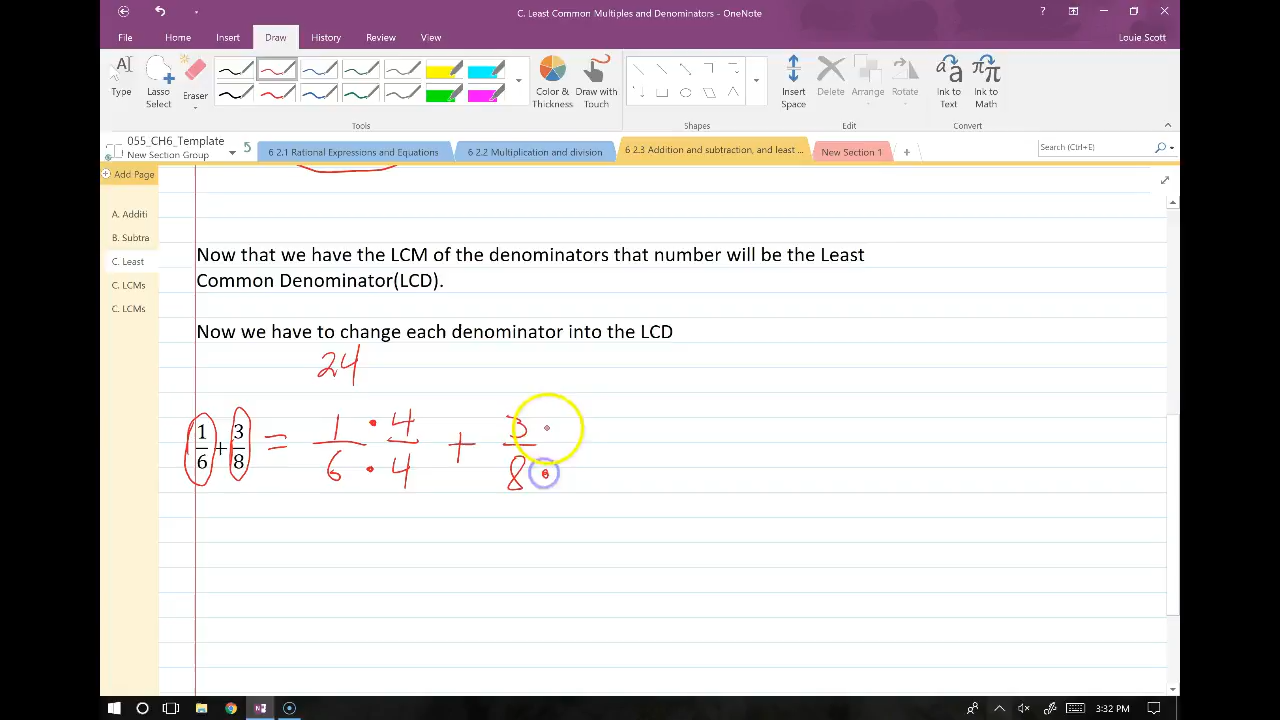 C. Least Common Multiples and Denominators - OneNote
?
File Home Insert Draw History Review View
Louie Scott
Type
Lasso Select
Eraser
Color & Thickness
Draw with Touch
Insert Space
Delete
Arrange
Rotate
Ink to Text
Ink to Math
Tools
Shapes
Edit
Convert
055_CH6_Template
New Section Group
6 2.1 Rational Expressions and Equations
6 2.2 Multiplication and division
6 2.3 Addition and subtraction, and least ...
New Section 1
+
Search (Ctrl+E)
Add Page
A. Additi
B. Subtra
C. Least
C. LCMs
C. LCMs
Now that we have the LCM of the denominators that number will be the Least
Common Denominator(LCD).
Now we have to change each denominator into the LCD
24
1/6 + 3/8 = 1 · 4 / 6 · 4 + 3 / 8 ·
3:32 PM